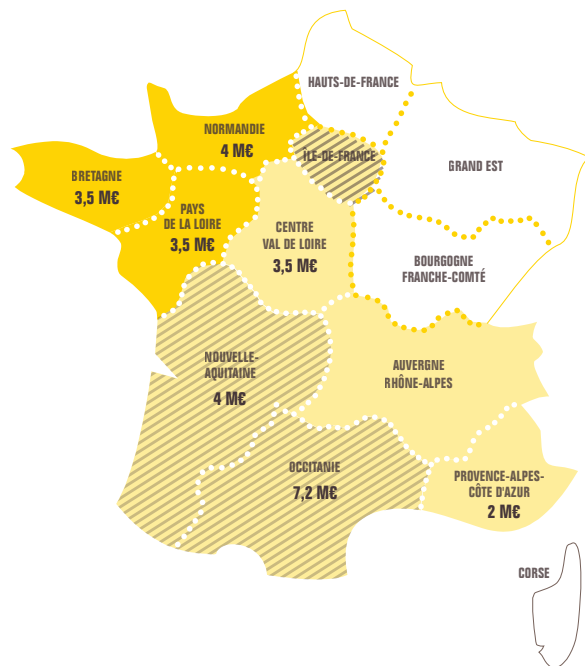 HAUTS-DE-FRANCE
NORMANDIE
4 M€
ÎLE-DE-FRANCE
GRAND EST
BRETAGNE
3,5 M€
PAYS
DE LA LOIRE
3,5 M€
CENTRE
VAL DE LOIRE
3,5 M€
BOURGOGNE
FRANCHE-COMTÉ
NOUVELLE-
AQUITAINE
4 M€
AUVERGNE
RHÔNE-ALPES
OCCITANIE
7,2 M€
PROVENCE-ALPES-
CÔTE D'AZUR
2 M€
CORSE